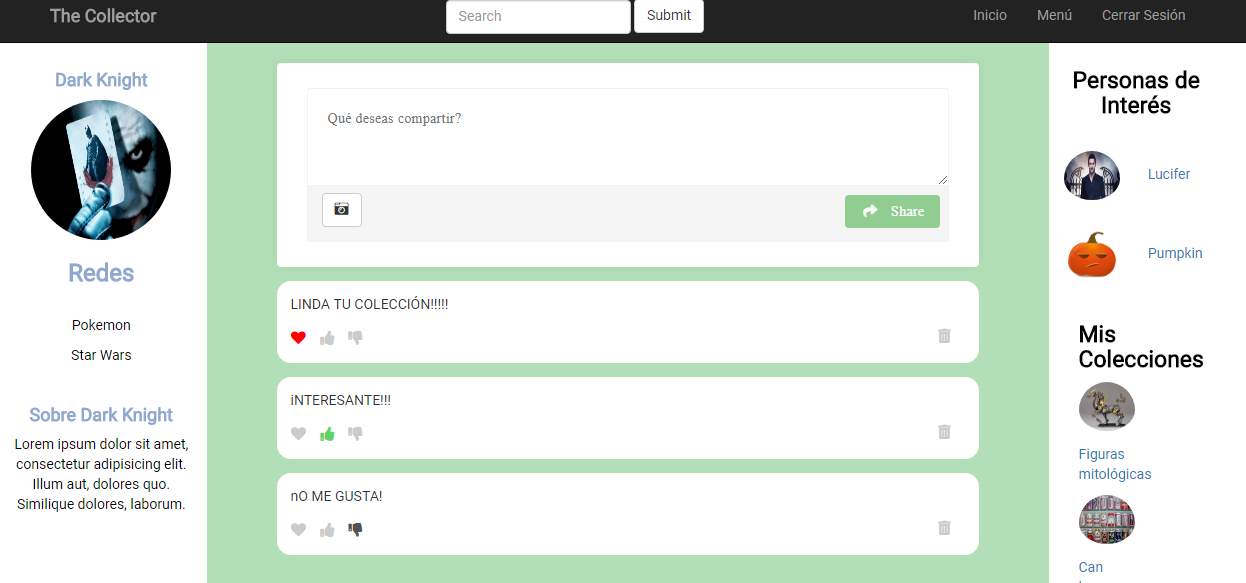 The Collector
Search
Submit
Inicio
Menú
Cerrar Sesión
Dark Knight
Redes
Pokemon
Star Wars
Sobre Dark Knight
Lorem ipsum dolor sit amet,
consectetur adipisicing elit.
Illum aut, dolores quo.
Similique dolores, laborum.
Qué deseas compartir?
Share
LINDA TU COLECCIÓN!!!!!
iNTERESANTE!!!
nO ME GUSTA!
Personas de
Interés
Lucifer
Pumpkin
Mis
Colecciones
Figuras
mitológicas
Can